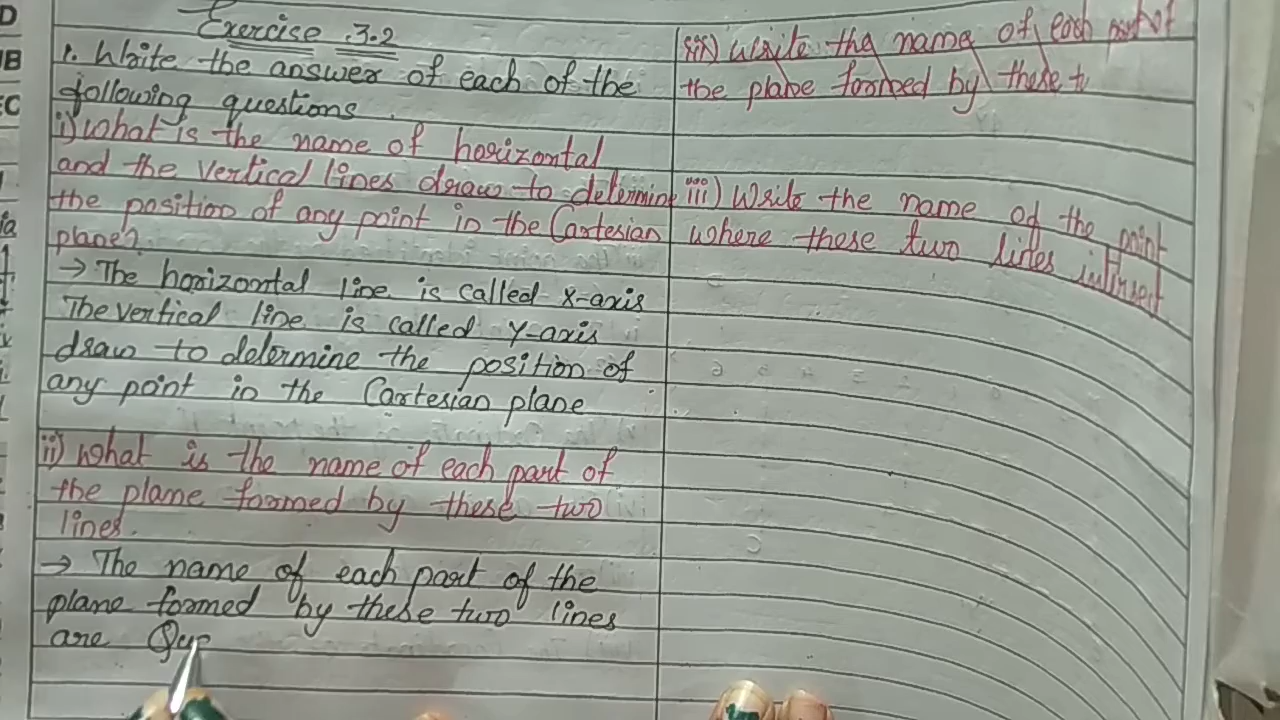 Exercise 3.2
1. Write the answer of each of the
following questions.
i) What is the name of horizontal
and the vertical lines draw to determine
the position of any point in the Cartesian
plane?
→ The horizontal line is called x-axis
The vertical line is called y-axis
draw to determine the position of
any point in the Cartesian plane
ii) What is the name of each part of
the plane formed by these two
lines.
→ The name of each part of the
plane formed by these two lines
are Qua
iii) Write the name of each part of
the plane formed by these t
iii) Write the name of the point
where these two lines intersect